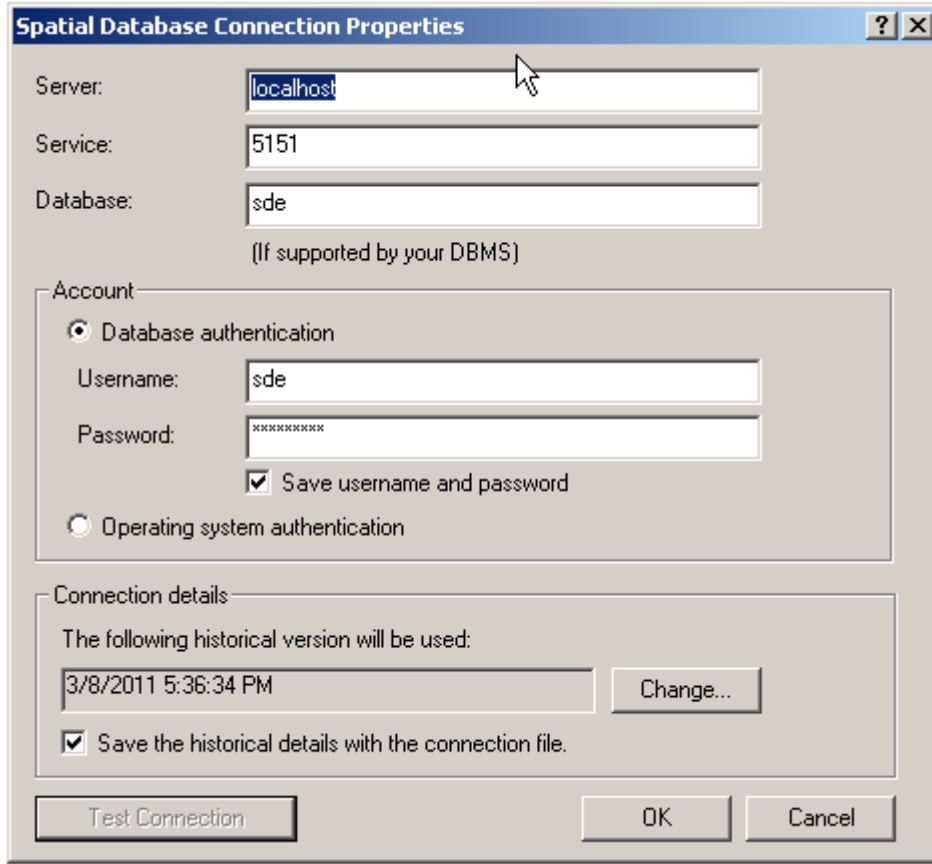 Spatial Database Connection Properties
Server: localhost
Service: 5151
Database: sde
(If supported by your DBMS)
Account
Database authentication
Username: sde
Password: *********
Save username and password
Operating system authentication
Connection details
The following historical version will be used:
3/8/2011 5:36:34 PM Change...
Save the historical details with the connection file.
Test Connection OK Cancel